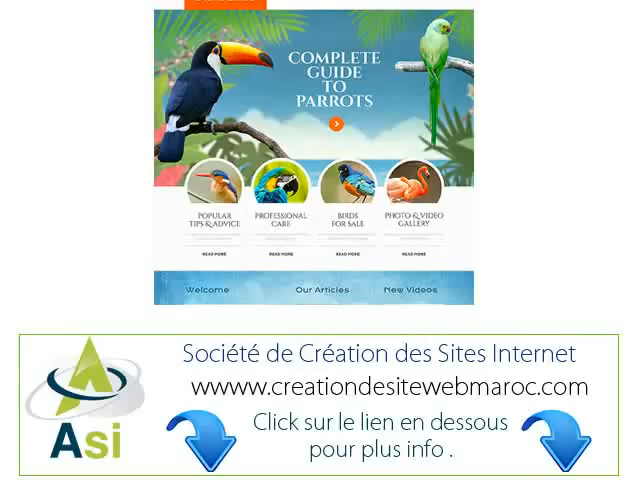 COMPLETE
GUIDE
TO
PARROTS
POPULAR
TIPS & ADVICE
PROFESSIONAL
CARE
BIRDS
FOR SALE
PHOTO & VIDEO
GALLERY
READ MORE
READ MORE
READ MORE
READ MORE
Welcome
Our Articles
New Videos
Société de Création des Sites Internet
wwww.creationdesitewebmaroc.com
Click sur le lien en dessous
pour plus info .
Asi